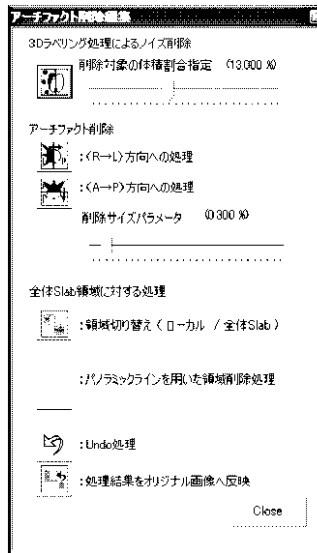 アーチファクト削除編集
3Dラベリング処理によるノイズ削除
削除対象の体積割合指定 (13.000 %)
アーチファクト削除
:(R→L)方向への処理
:(A→P)方向への処理
削除サイズパラメータ (0.300 %)
全体Slab領域に対する処理
:領域切り替え ( ローカル / 全体Slab )
:パノラミックラインを用いた領域削除処理
:Undo処理
:処理結果をオリジナル画像へ反映
Close